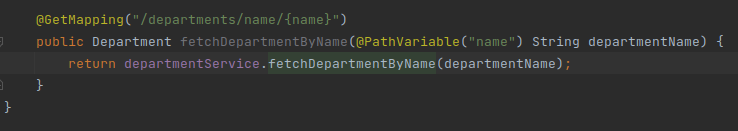 @GetMapping("/departments/name/{name}")
public Department fetchDepartmentByName(@PathVariable("name") String departmentName) {
return departmentService.fetchDepartmentByName(departmentName);
}
}